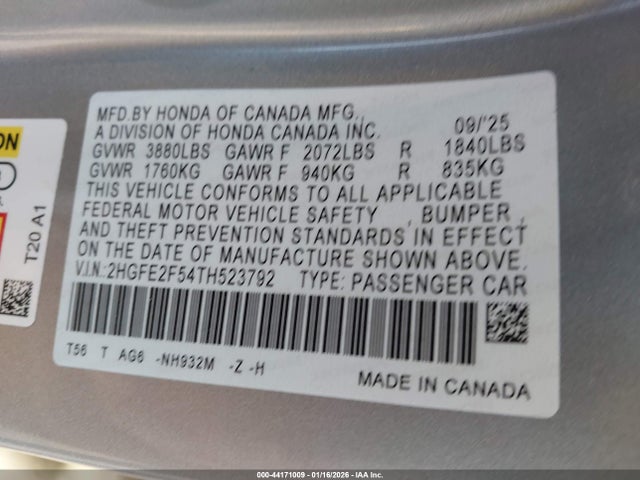 MFD.BY HONDA OF CANADA MFG.,
A DIVISION OF HONDA CANADA INC. 09/'25
GVWR 3880LBS GAWR F 2072LBS R 1840LBS
GVWR 1760KG GAWR F 940KG R 835KG
THIS VEHICLE CONFORMS TO ALL APPLICABLE
FEDERAL MOTOR VEHICLE SAFETY , BUMPER ,
AND THEFT PREVENTION STANDARDS IN EFFECT
ON THE DATE OF MANUFACTURE SHOWN ABOVE.
V.I.N.:2HGFE2F54TH523792 TYPE: PASSENGER CAR
T56 T AG6 -NH932M -Z -H
MADE IN CANADA
T20 A1
000-44171009 | 01/16/2026 | IAA Inc.